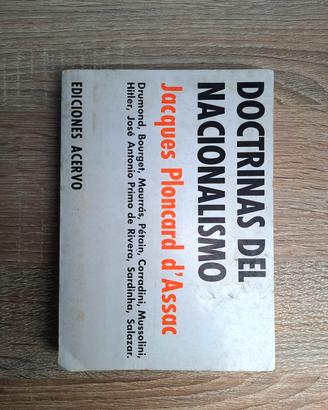 DOCTRINAS DEL
NACIONALISMO
Jacques Ploncard d'Assac
Drumond, Bourget, Maurrás, Pétain, Corradini, Mussolini,
Hitler, José Antonio Primo de Rivera, Sardinha, Salazar.
EDICIONES ACERVO